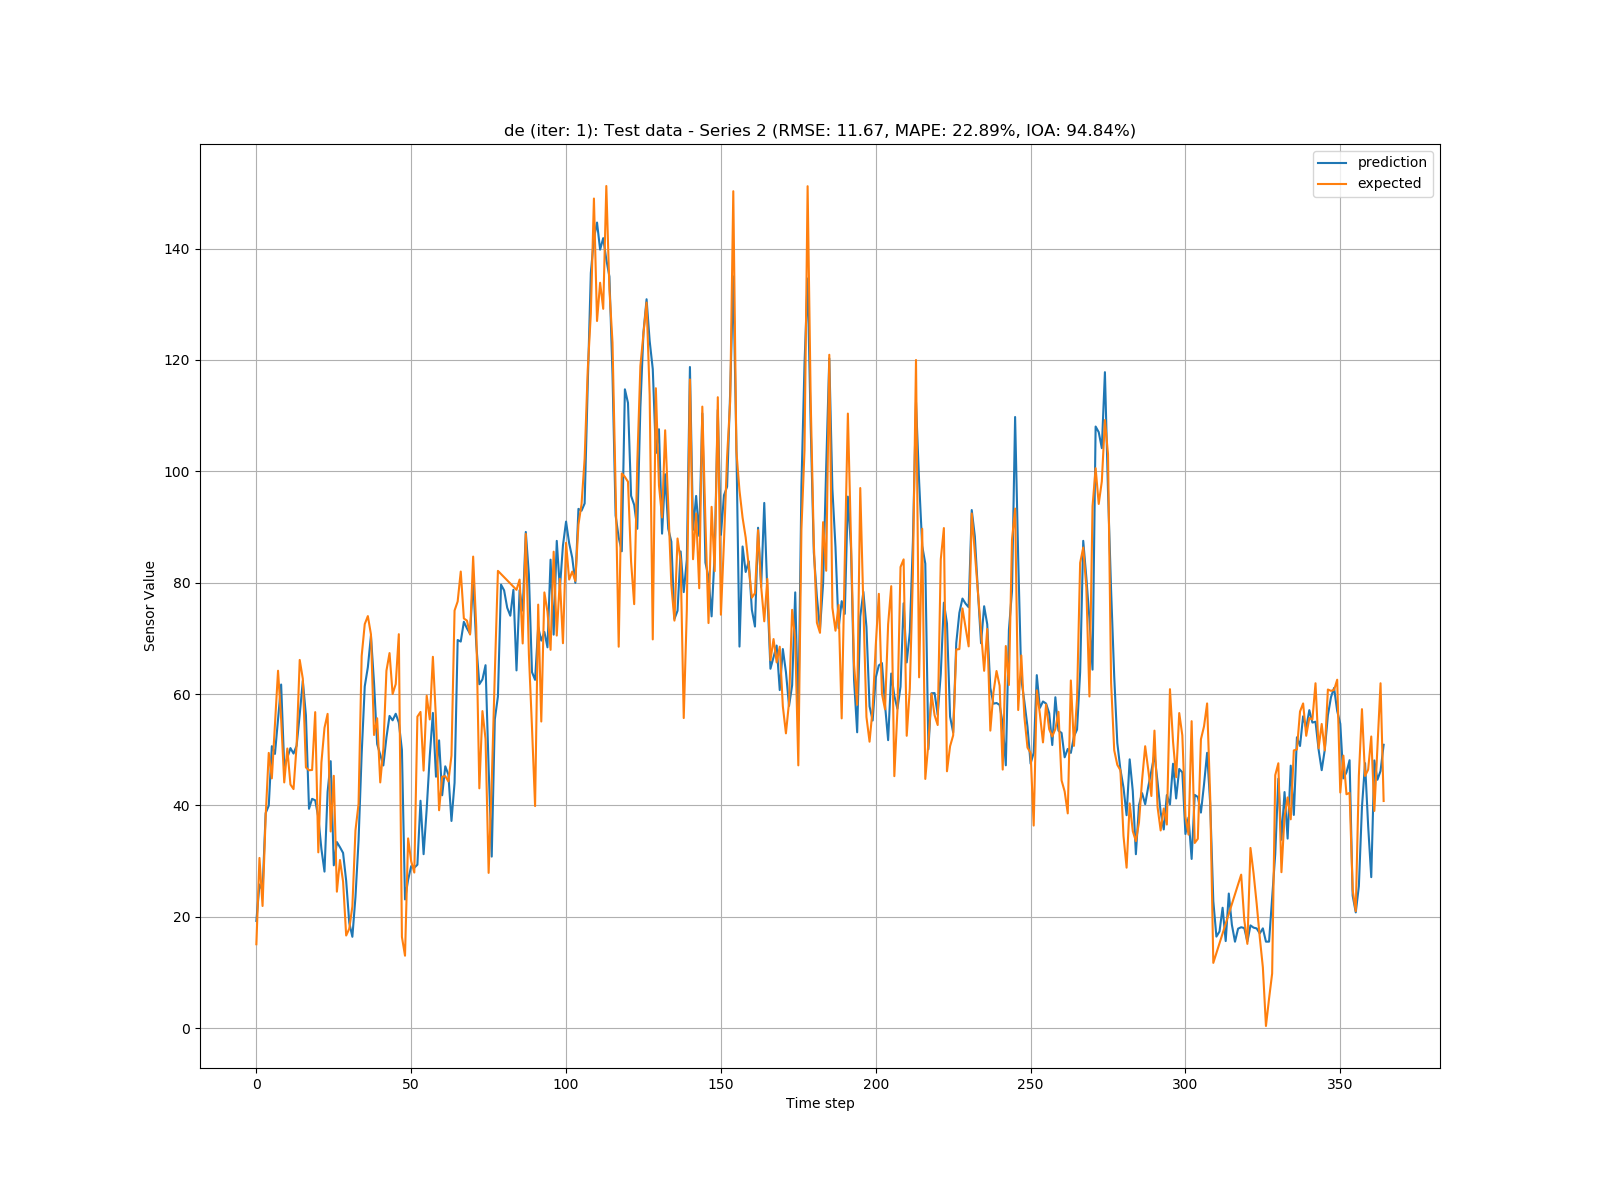 de (iter: 1): Test data - Series 2 (RMSE: 11.67, MAPE: 22.89%, IOA: 94.84%)
prediction
expected
140
120
100
80
60
40
20
0
Sensor Value
0 50 100 150 200 250 300 350
Time step